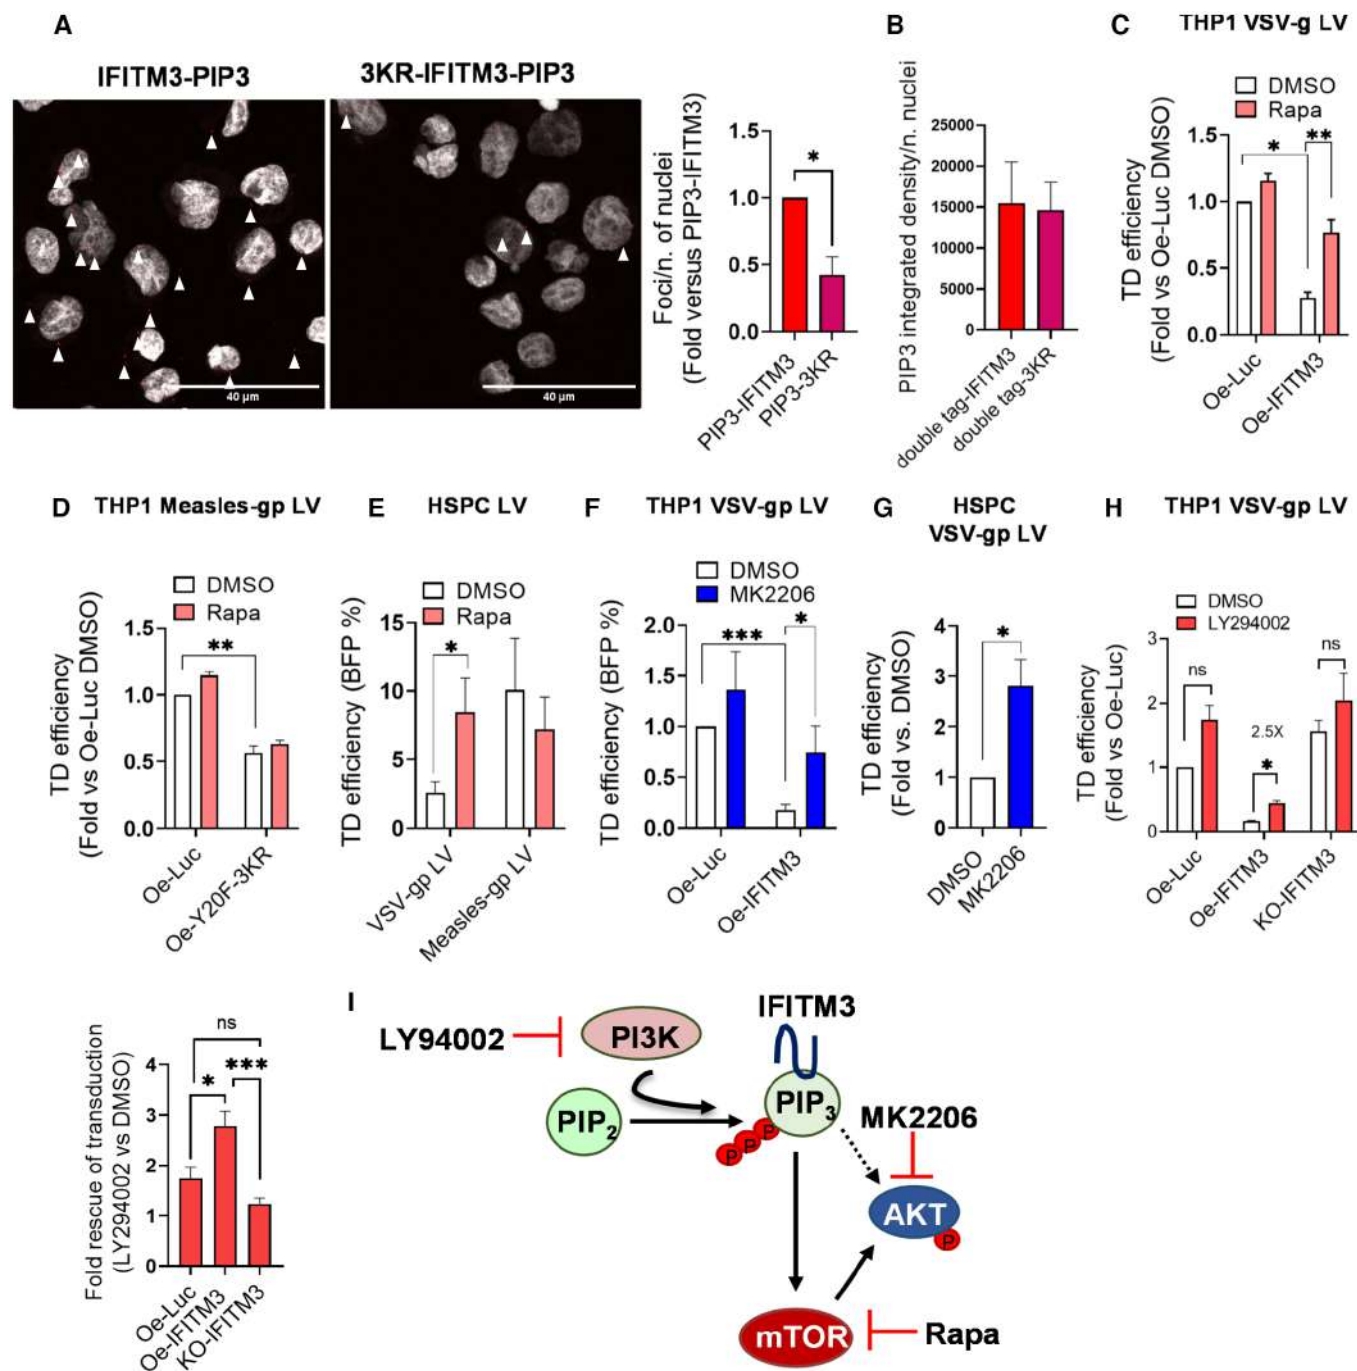 A
IFITM3-PIP3
3KR-IFITM3-PIP3
40 µm
40 µm
Foci/n. of nuclei
(Fold versus PIP3-IFITM3)
1.5
1.0
0.5
0.0
*
PIP3-IFITM3
PIP3-3KR
B
PIP3 integrated density/n. nuclei
25000
20000
15000
10000
5000
0
double tag-IFITM3
double tag-3KR
C
THP1 VSV-g LV
DMSO
Rapa
TD efficiency
(Fold vs Oe-Luc DMSO)
1.5
1.0
0.5
0.0
*
**
Oe-Luc
Oe-IFITM3
D
THP1 Measles-gp LV
DMSO
Rapa
TD efficiency
(Fold vs Oe-Luc DMSO)
1.5
1.0
0.5
0.0
**
Oe-Luc
Oe-Y20F-3KR
E
HSPC LV
DMSO
Rapa
TD efficiency (BFP %)
15
10
5
0
*
VSV-gp LV
Measles-gp LV
F
THP1 VSV-gp LV
DMSO
MK2206
TD efficiency (BFP %)
2.0
1.5
1.0
0.5
0.0
***
*
Oe-Luc
Oe-IFITM3
G
HSPC
VSV-gp LV
TD efficiency
(Fold vs. DMSO)
4
3
2
1
0
*
DMSO
MK2206
H
THP1 VSV-gp LV
DMSO
LY294002
TD efficiency
(Fold vs Oe-Luc)
3
2
1
0
ns
2.5X
*
ns
Oe-Luc
Oe-IFITM3
KO-IFITM3
Fold rescue of transduction
(LY294002 vs DMSO)
4
3
2
1
0
ns
*
***
Oe-Luc
Oe-IFITM3
KO-IFITM3
I
LY94002
PI3K
IFITM3
PIP2
PIP3
P
P
P
MK2206
AKT
P
mTOR
Rapa